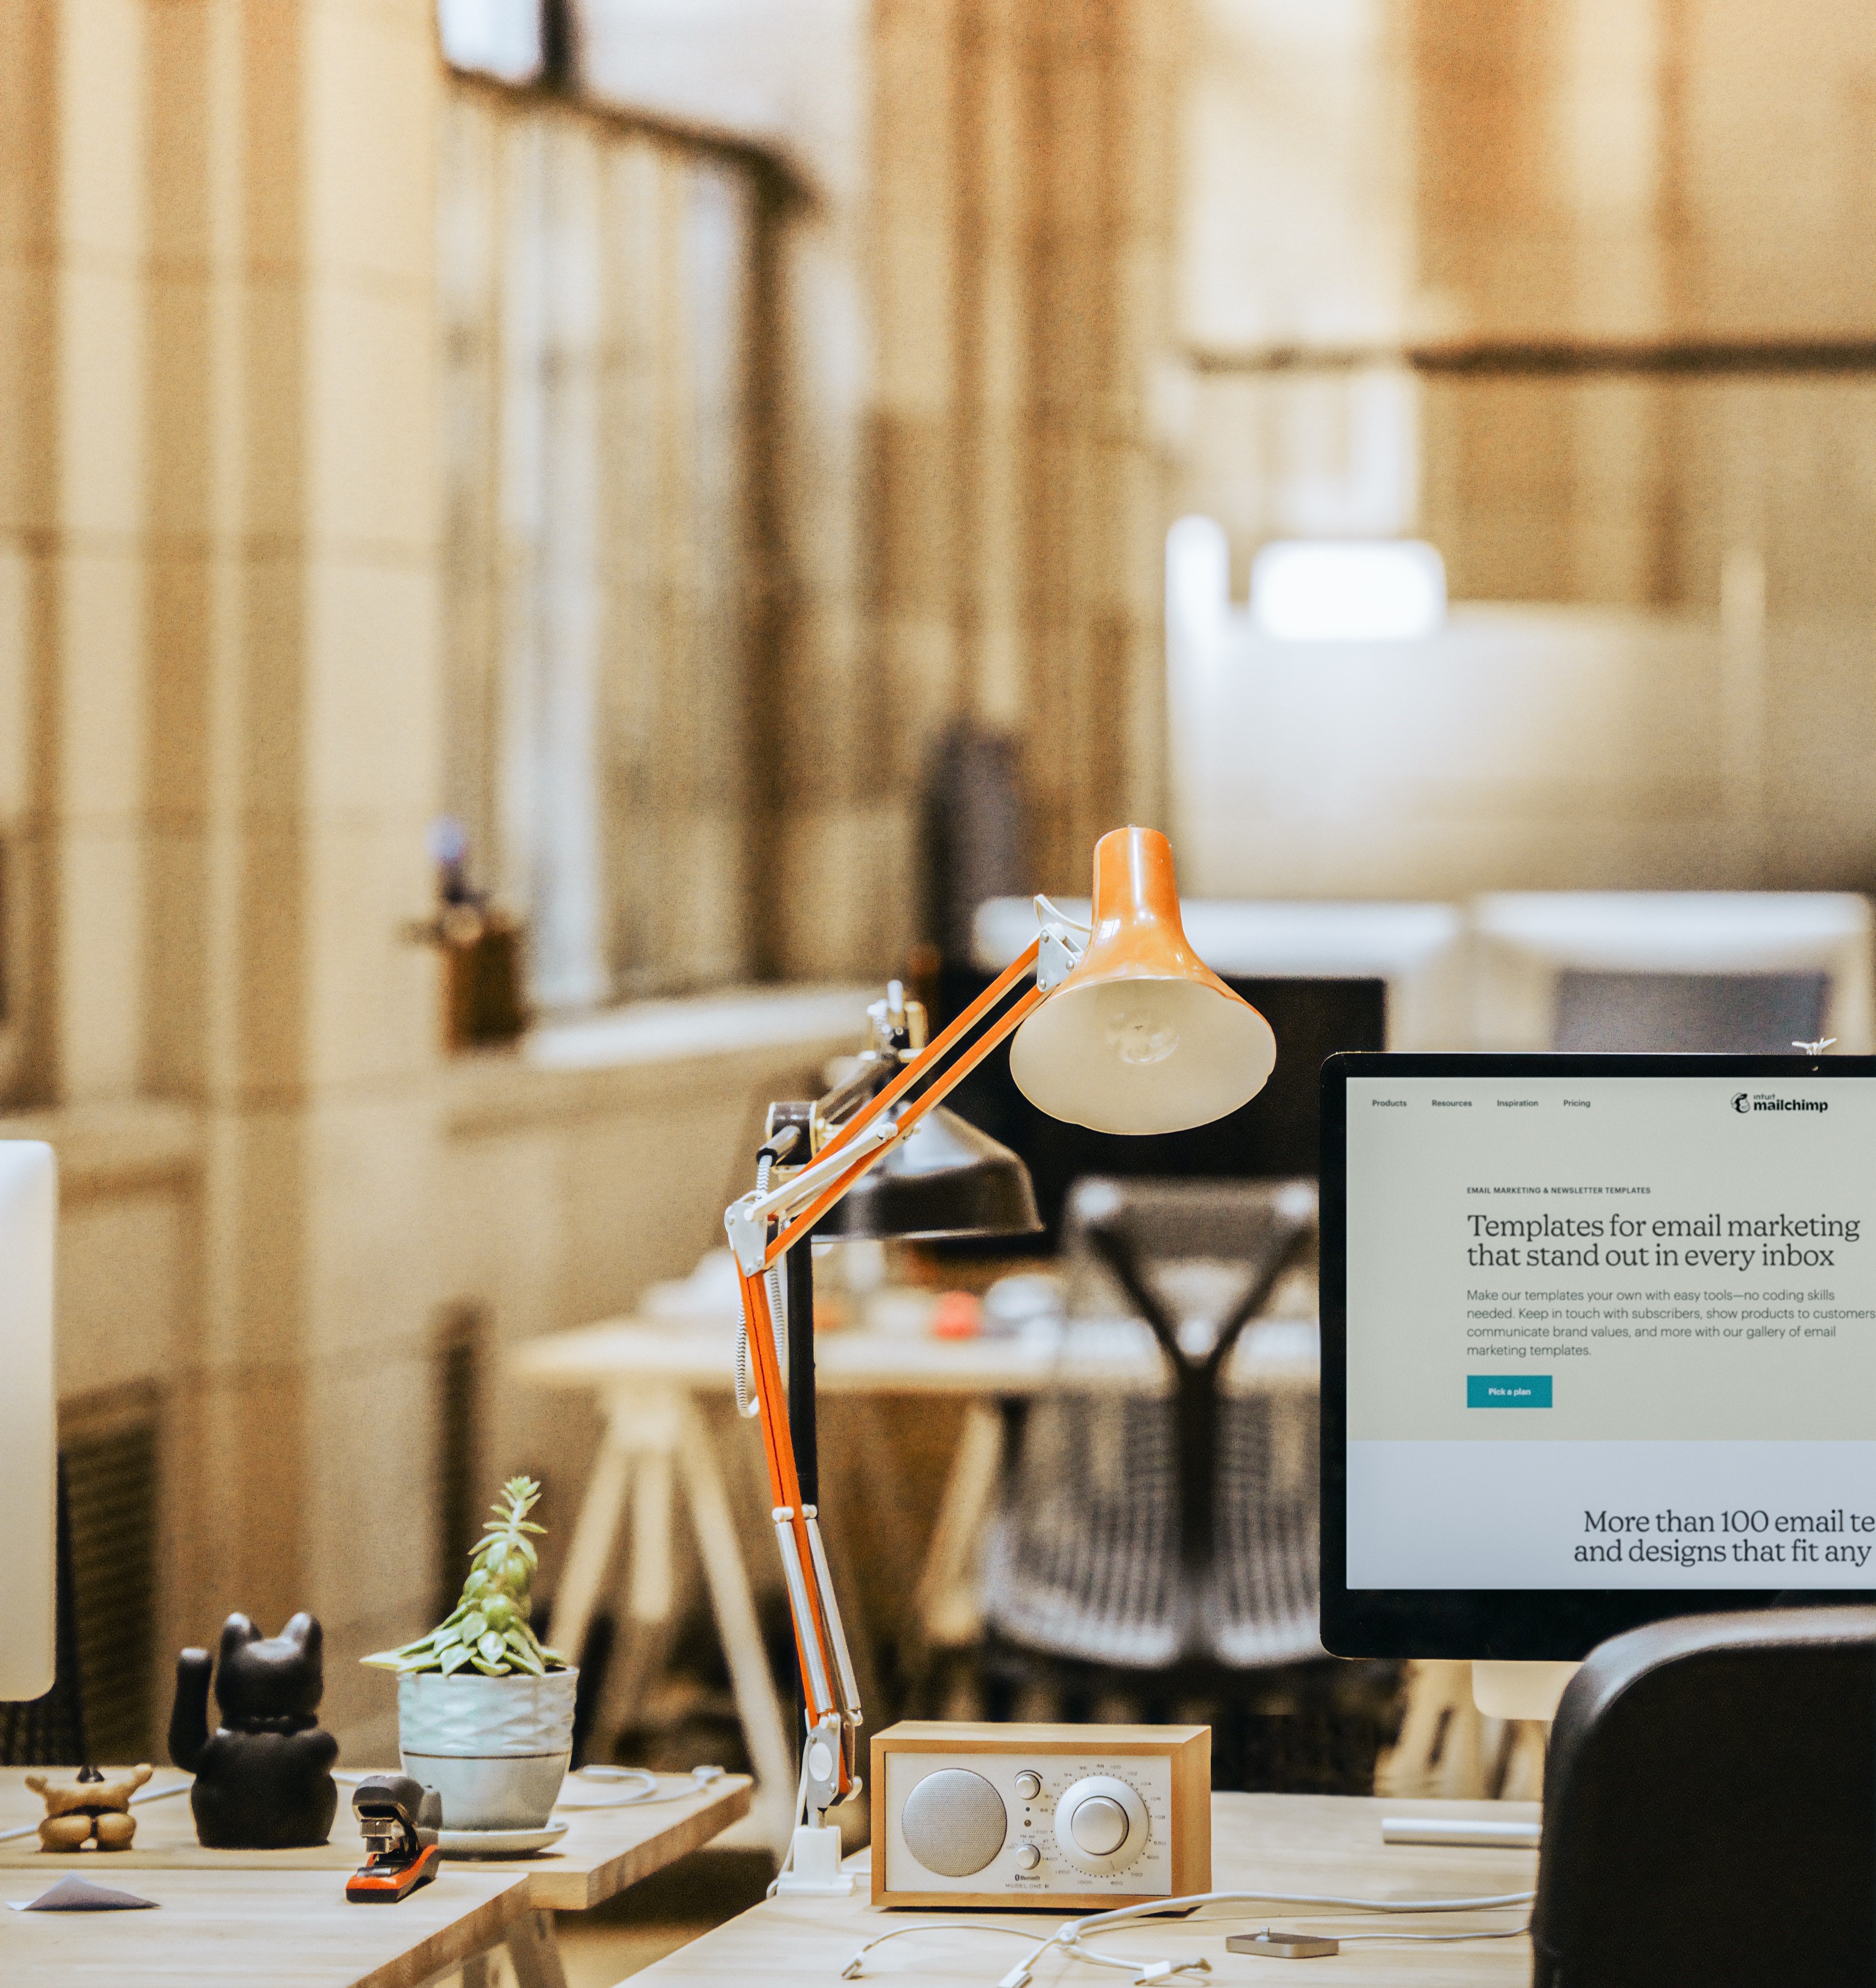 Products Resources Inspiration Pricing
intuit
mailchimp
EMAIL MARKETING & NEWSLETTER TEMPLATES
Templates for email marketing
that stand out in every inbox
Make our templates your own with easy tools—no coding skills
needed. Keep in touch with subscribers, show products to customers
communicate brand values, and more with our gallery of email
marketing templates.
Pick a plan
More than 100 email te
and designs that fit any
Bluetooth
MODEL ONE